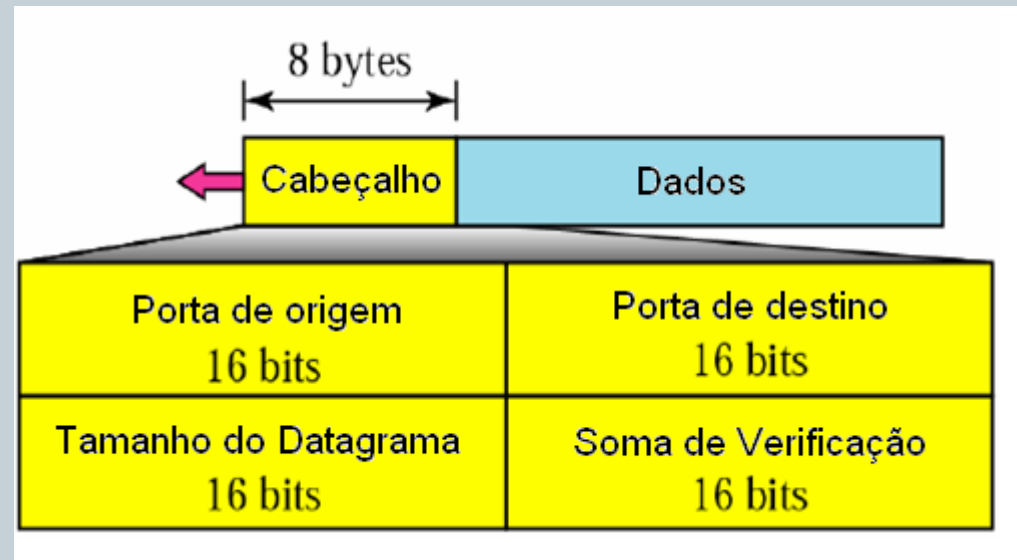 8 bytes
Cabeçalho
Dados
Porta de origem
16 bits
Porta de destino
16 bits
Tamanho do Datagrama
16 bits
Soma de Verificação
16 bits